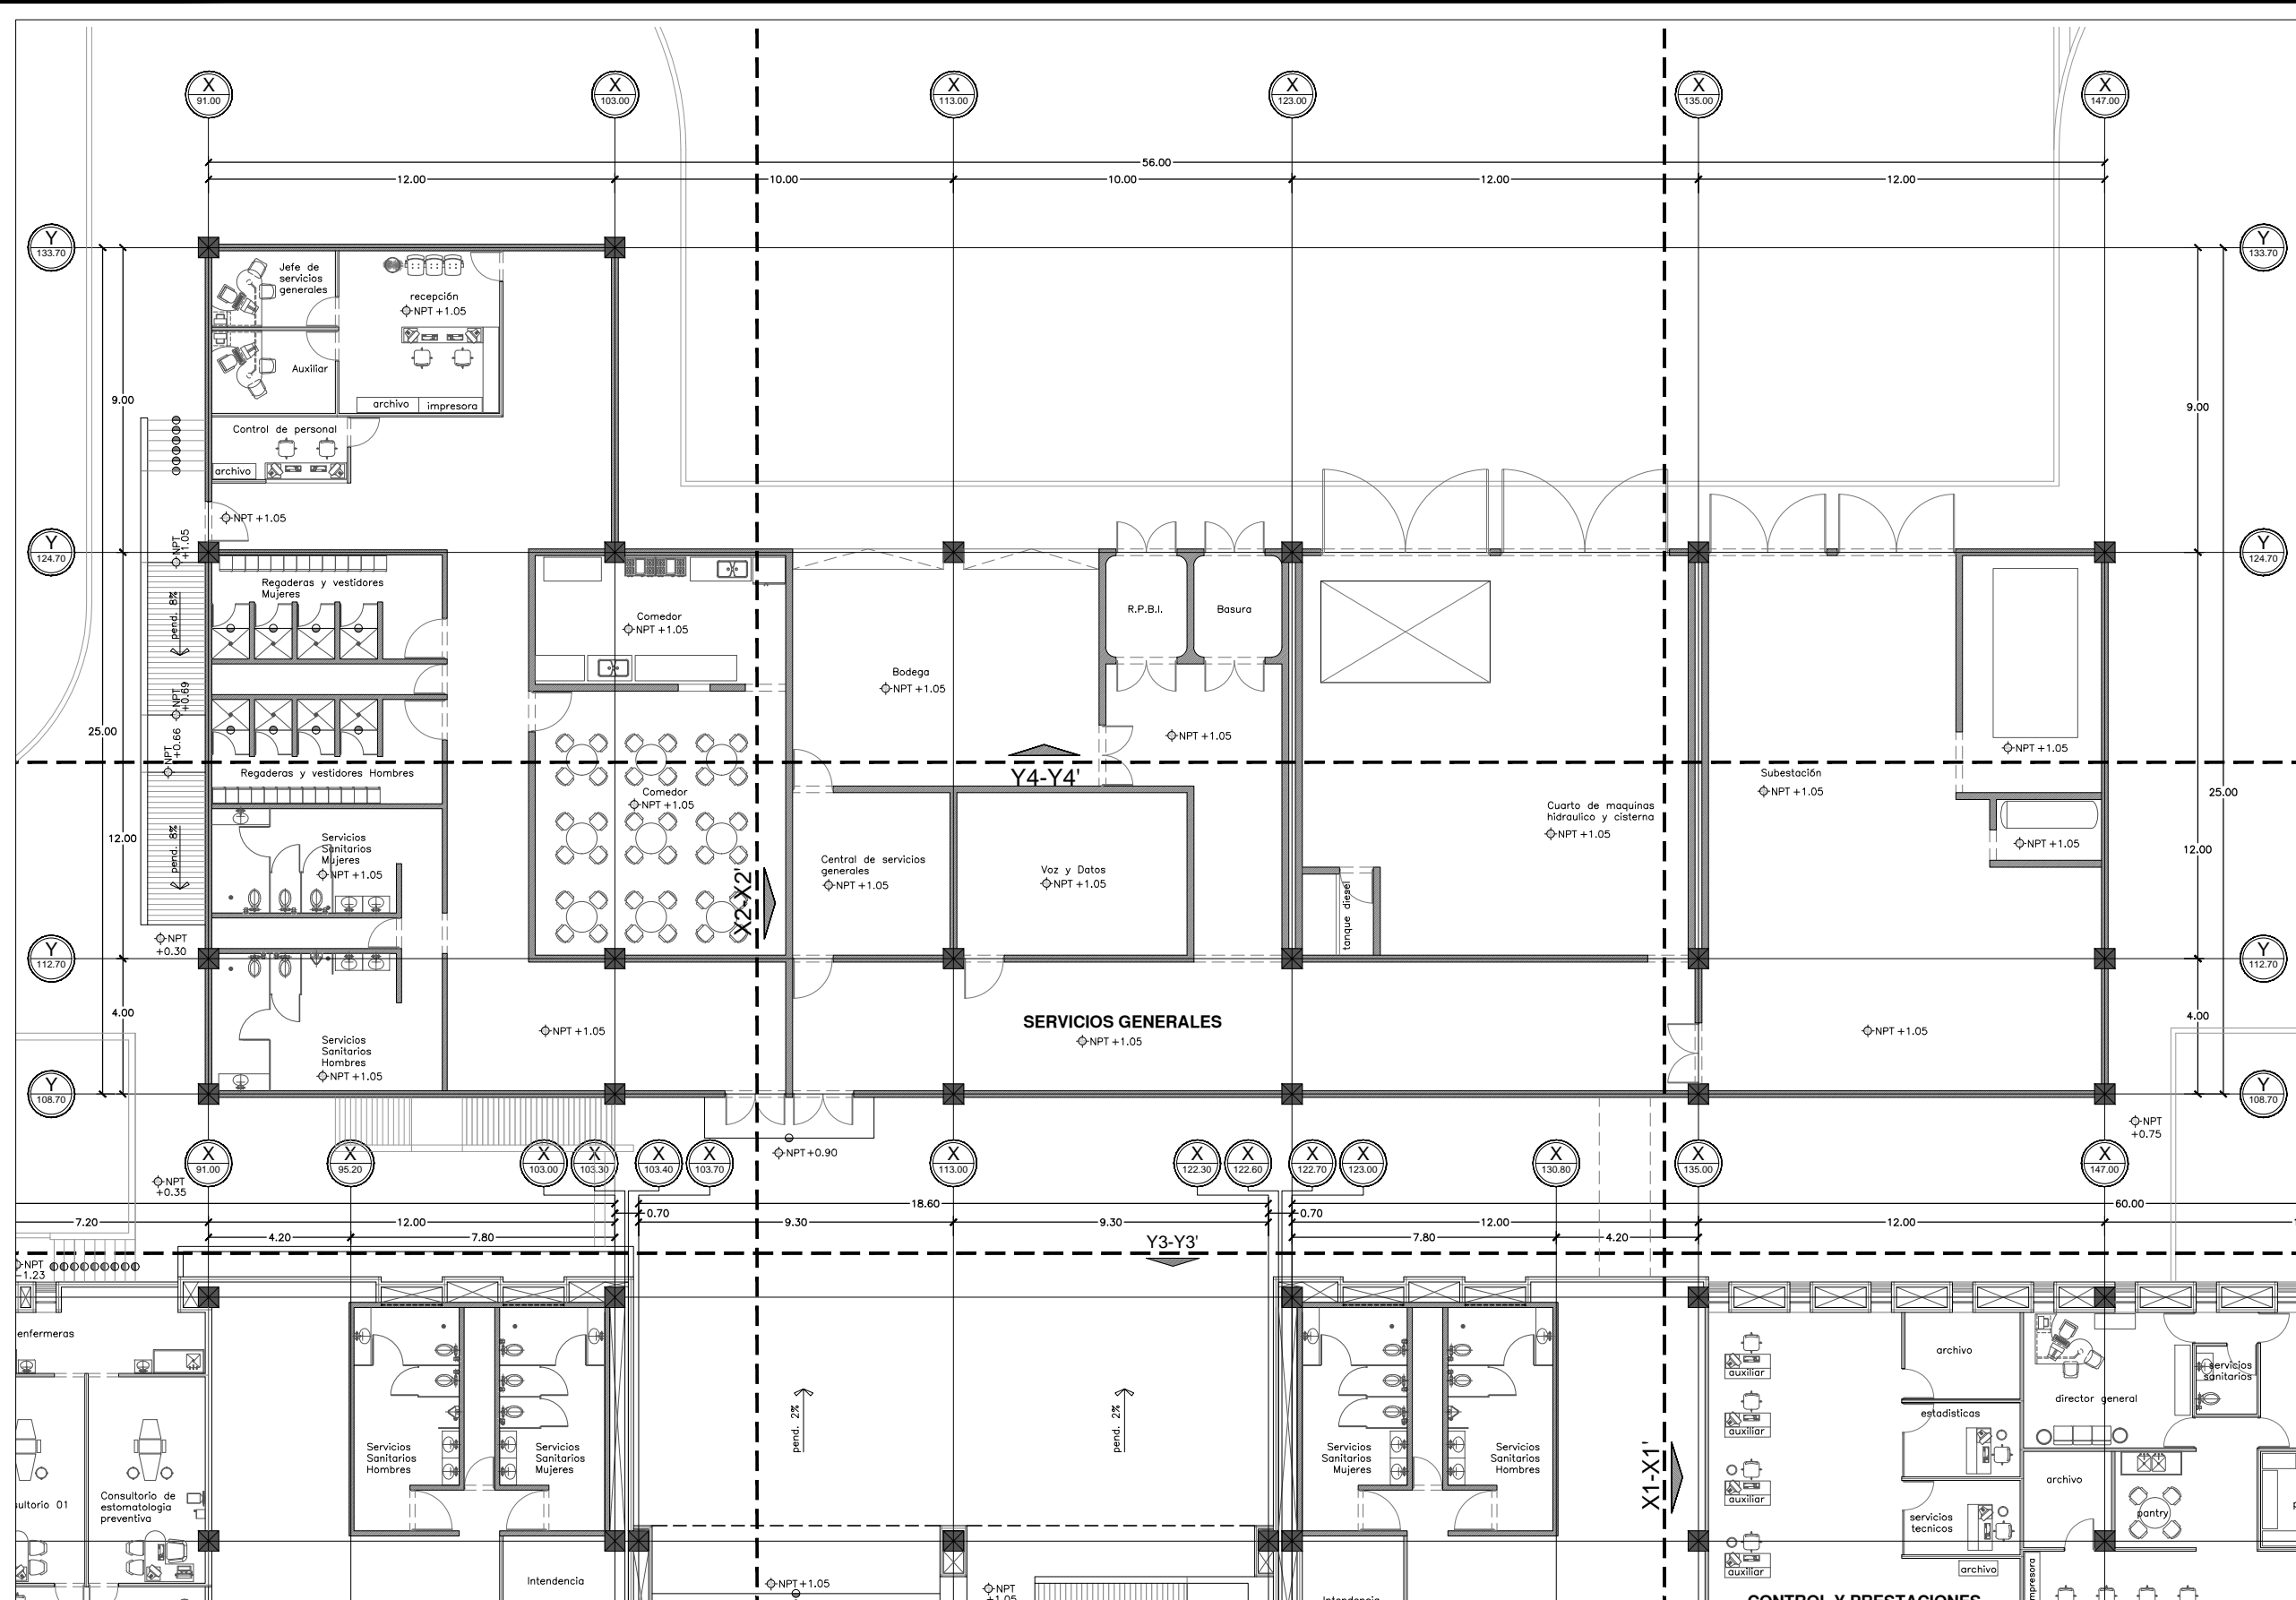 X
91.00
X
103.00
X
113.00
X
123.00
X
135.00
X
147.00
56.00
12.00
10.00
10.00
12.00
12.00
Y
133.70
Y
133.70
Jefe de
servicios
generales
recepción
NPT +1.05
Auxiliar
archivo
impresora
9.00
9.00
Control de personal
archivo
NPT +1.05
NPT
+1.05
Y
124.70
Y
124.70
Regaderas y vestidores
Mujeres
pend. 8%
Comedor
NPT +1.05
R.P.B.I.
Basura
Bodega
NPT +1.05
NPT
+0.69
NPT
+0.66
25.00
NPT +1.05
NPT +1.05
Regaderas y vestidores Hombres
Y4-Y4'
Subestación
NPT +1.05
25.00
Comedor
NPT +1.05
Cuarto de maquinas
hidraulico y cisterna
NPT +1.05
12.00
pend. 8%
Servicios
Sanitarios
Mujeres
NPT +1.05
NPT +1.05
12.00
Central de servicios
generales
NPT +1.05
Voz y Datos
NPT +1.05
X2-X2'
tanque diesel
NPT
+0.30
Y
112.70
Y
112.70
4.00
4.00
SERVICIOS GENERALES
NPT +1.05
NPT +1.05
NPT +1.05
Servicios
Sanitarios
Hombres
NPT +1.05
Y
108.70
Y
108.70
NPT
+0.75
NPT+0.90
X
91.00
X
95.20
X
103.00
X
103.30
X
103.40
X
103.70
X
113.00
X
122.30
X
122.60
X
122.70
X
123.00
X
130.80
X
135.00
X
147.00
NPT
+0.35
18.60
60.00
7.20
12.00
0.70
9.30
9.30
0.70
12.00
12.00
4.20
7.80
7.80
4.20
Y3-Y3'
NPT
-1.23
enfermeras
archivo
auxiliar
servicios
sanitarios
director general
estadisticas
auxiliar
pend. 2%
pend. 2%
Servicios
Sanitarios
Hombres
Servicios
Sanitarios
Mujeres
Servicios
Sanitarios
Mujeres
Servicios
Sanitarios
Hombres
X1-X1'
archivo
auxiliar
ultorio 01
Consultorio de
estomatologia
preventiva
servicios
tecnicos
pantry
auxiliar
archivo
mpresora
Intendencia
NPT+1.05
NPT
+1.05
Intendencia
CONTROL Y PRESTACIONES